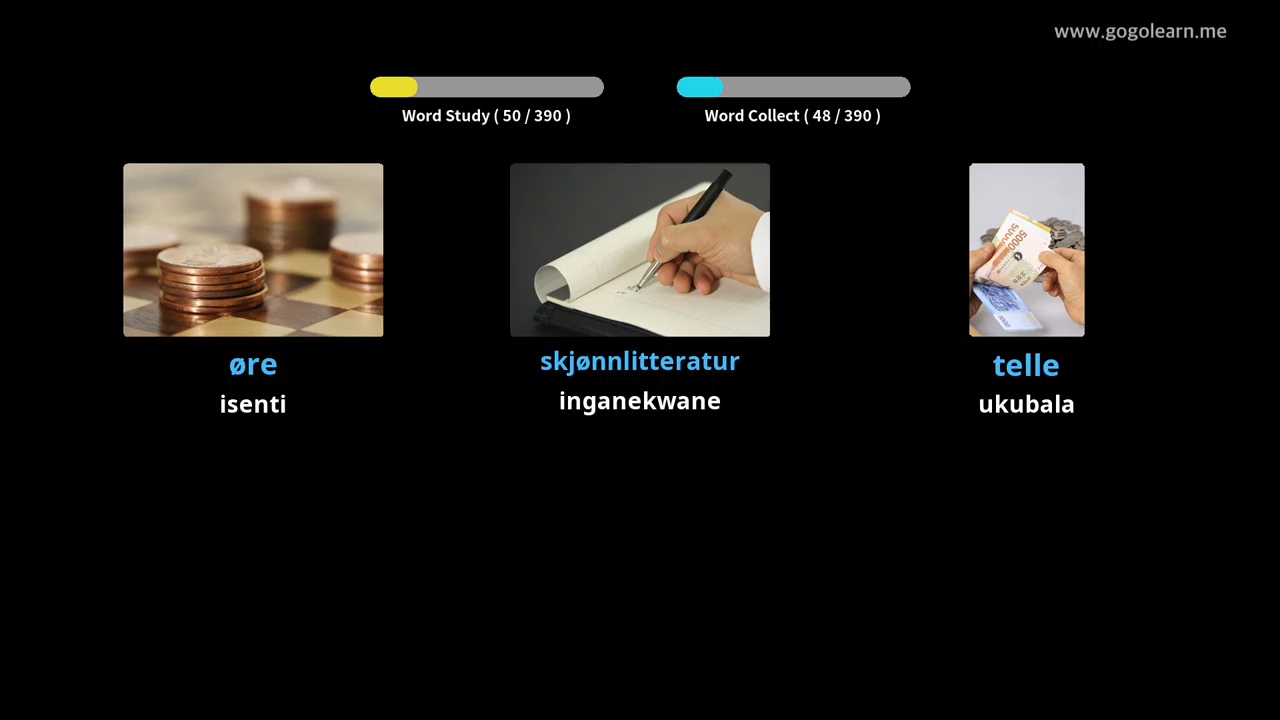 www.gogolearn.me
Word Study ( 50 / 390 )
Word Collect ( 48 / 390 )
øre
isenti
skjønnlitteratur
inganekwane
telle
ukubala